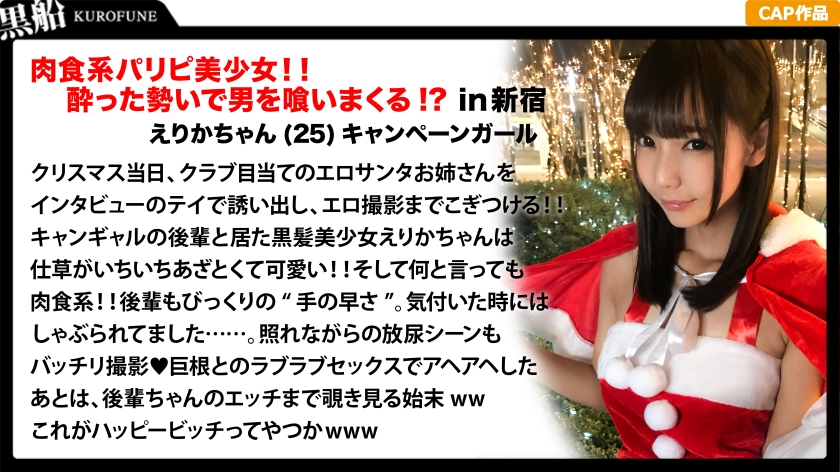 黒船 KUROFUNE
CAP作品
肉食系パリピ美少女!!
酔った勢いで男を喰いまくる!? in新宿
えりかちゃん(25)キャンペーンガール
クリスマス当日、クラブ目当てのエロサンタお姉さんを
インタビューのテイで誘い出し、エロ撮影までこぎつける!!
キャンギャルの後輩と居た黒髪美少女えりかちゃんは
仕草がいちいちあざとくて可愛い!!そして何と言っても
肉食系!!後輩もびっくりの“手の早さ”。気付いた時には
しゃぶられてました……。照れながらの放尿シーンも
バッチリ撮影♥巨根とのラブラブセックスでアヘアヘした
あとは、後輩ちゃんのエッチまで覗き見る始末ww
これがハッピービッチってやつかwww